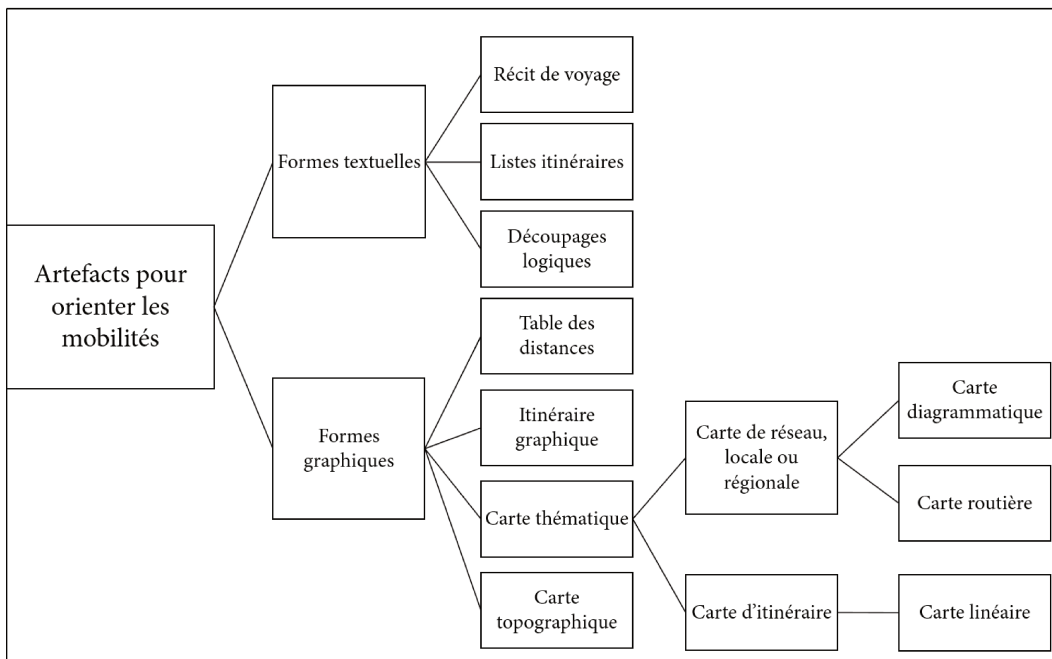 Artefacts pour
orienter les
mobilités
Formes textuelles
Récit de voyage
Listes itinéraires
Découpages
logiques
Formes
graphiques
Table des
distances
Itinéraire
graphique
Carte thématique
Carte de réseau,
locale ou
régionale
Carte
diagrammatique
Carte routière
Carte d'itinéraire
Carte linéaire
Carte
topographique